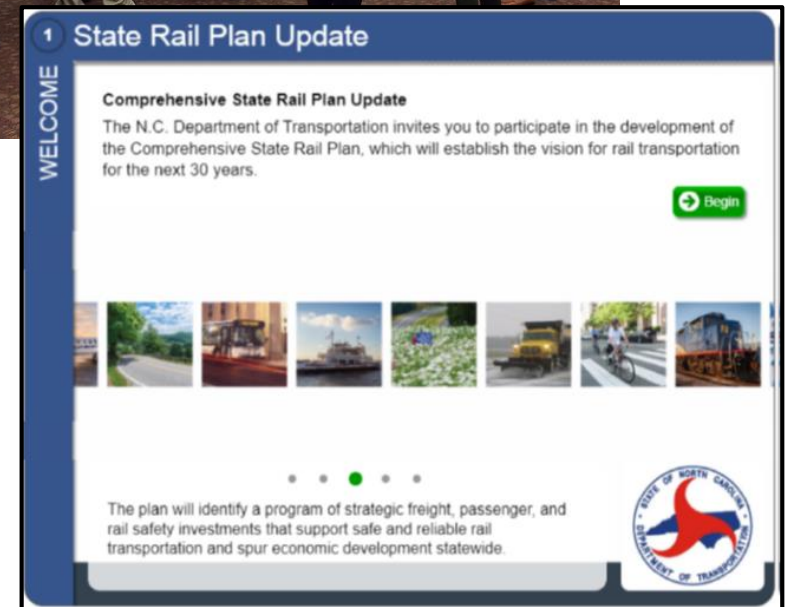 1 State Rail Plan Update
WELCOME
Comprehensive State Rail Plan Update
The N.C. Department of Transportation invites you to participate in the development of
the Comprehensive State Rail Plan, which will establish the vision for rail transportation
for the next 30 years.
Begin
The plan will identify a program of strategic freight, passenger, and
rail safety investments that support safe and reliable rail
transportation and spur economic development statewide.
STATE OF NORTH CAROLINA
DEPARTMENT OF TRANSPORTATION